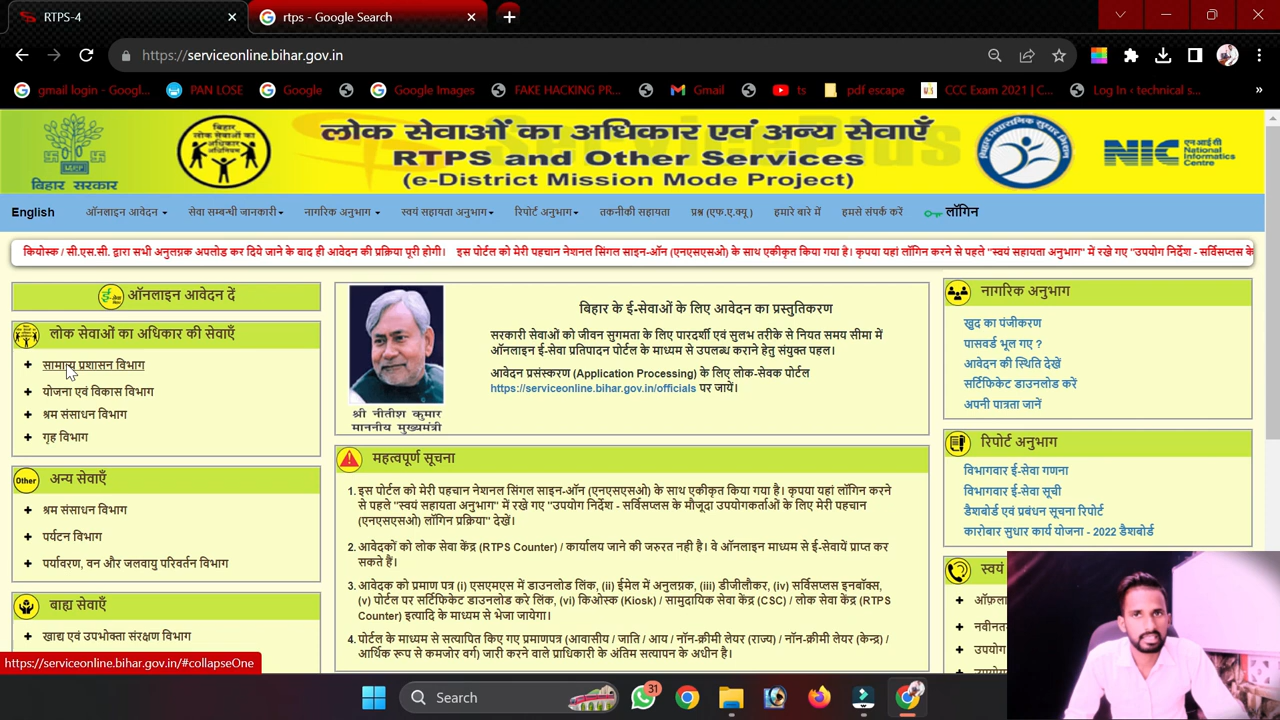 RTPS-4
rtps - Google Search
https://serviceonline.bihar.gov.in
gmail login - Googl...
PAN LOSE
Google
Google Images
FAKE HACKING PR...
Gmail
ts
pdf escape
CCC Exam 2021 | C...
Log In ‹ technical s...
»
बिहार सरकार
लोक सेवाओं का अधिकार एवं अन्य सेवाएँ
RTPS and Other Services
(e-District Mission Mode Project)
NIC एन आई सी
National
Informatics
Centre
English
ऑनलाइन आवेदन
सेवा सम्बन्धी जानकारी
नागरिक अनुभाग
स्वयं सहायता अनुभाग
रिपोर्ट अनुभाग
तकनीकी सहायता
प्रश्न (एफ.ए.क्यू )
हमारे बारे में
हमसे संपर्क करें
लॉगिन
कियोस्क / सी.एस.सी. द्वारा सभी अनुलग्नक अपलोड कर दिये जाने के बाद ही आवेदन की प्रक्रिया पूरी होगी। इस पोर्टल को मेरी पहचान नेशनल सिंगल साइन-ऑन (एनएसएसओ) के साथ एकीकृत किया गया है। कृपया यहां लॉगिन करने से पहले "स्वयं सहायता अनुभाग" में रखे गए "उपयोग निर्देश - सर्विसप्लस के
ऑनलाइन आवेदन दें
लोक सेवाओं का अधिकार की सेवाएँ
+ सामान्य प्रशासन विभाग
+ योजना एवं विकास विभाग
+ श्रम संसाधन विभाग
+ गृह विभाग
Other अन्य सेवाएँ
+ श्रम संसाधन विभाग
+ पर्यटन विभाग
+ पर्यावरण, वन और जलवायु परिवर्तन विभाग
बाह्य सेवाएँ
+ खाद्य एवं उपभोक्ता संरक्षण विभाग
https://serviceonline.bihar.gov.in/#collapseOne
श्री नीतीश कुमार
माननीय मुख्यमंत्री
बिहार के ई-सेवाओं के लिए आवेदन का प्रस्तुतिकरण
सरकारी सेवाओं को जीवन सुगमता के लिए पारदर्शी एवं सुलभ तरीके से नियत समय सीमा में
ऑनलाइन ई-सेवा प्रतिपादन पोर्टल के माध्यम से उपलब्ध कराने हेतु संयुक्त पहल।
आवेदन प्रसंस्करण (Application Processing) के लिए लोक-सेवक पोर्टल
https://serviceonline.bihar.gov.in/officials पर जायें।
महत्वपूर्ण सूचना
1. इस पोर्टल को मेरी पहचान नेशनल सिंगल साइन-ऑन (एनएसएसओ) के साथ एकीकृत किया गया है। कृपया यहां लॉगिन करने
से पहले "स्वयं सहायता अनुभाग" में रखे गए "उपयोग निर्देश - सर्विसप्लस के मौजूदा उपयोगकर्ताओं के लिए मेरी पहचान
(एनएसएसओ) लॉगिन प्रक्रिया" देखें।
2. आवेदकों को लोक सेवा केंद्र (RTPS Counter) / कार्यालय जाने की जरुरत नही है। वे ऑनलाइन माध्यम से ई-सेवायें प्राप्त कर
सकते हैं।
3. आवेदक को प्रमाण पत्र (i) एसएमएस में डाउनलोड लिंक, (ii) ईमेल में अनुलग्नक, (iii) डीजीलॉकर, (iv) सर्विसप्लस इनबॉक्स,
(v) पोर्टल पर सर्टिफिकेट डाउनलोड करे लिंक, (vi) किओस्क (Kiosk) / सामुदायिक सेवा केंद्र (CSC) / लोक सेवा केंद्र (RTPS
Counter) इत्यादि के माध्यम से भेजा जायेगा।
4. पोर्टल के माध्यम से सत्यापित किए गए प्रमाणपत्र (आवासीय / जाति / आय / नॉन-क्रीमी लेयर (राज्य) / नॉन-क्रीमी लेयर (केन्द्र) /
आर्थिक रूप से कमजोर वर्ग) जारी करने वाले प्राधिकारी के अंतिम सत्यापन के अधीन है।
नागरिक अनुभाग
खुद का पंजीकरण
पासवर्ड भूल गए ?
आवेदन की स्थिति देखें
सर्टिफिकेट डाउनलोड करें
अपनी पात्रता जानें
रिपोर्ट अनुभाग
विभागवार ई-सेवा गणना
विभागवार ई-सेवा सूची
डैशबोर्ड एवं प्रबंधन सूचना रिपोर्ट
कारोबार सुधार कार्य योजना - 2022 डैशबोर्ड
स्वयं
+
+
+ उपयोग
Search
31